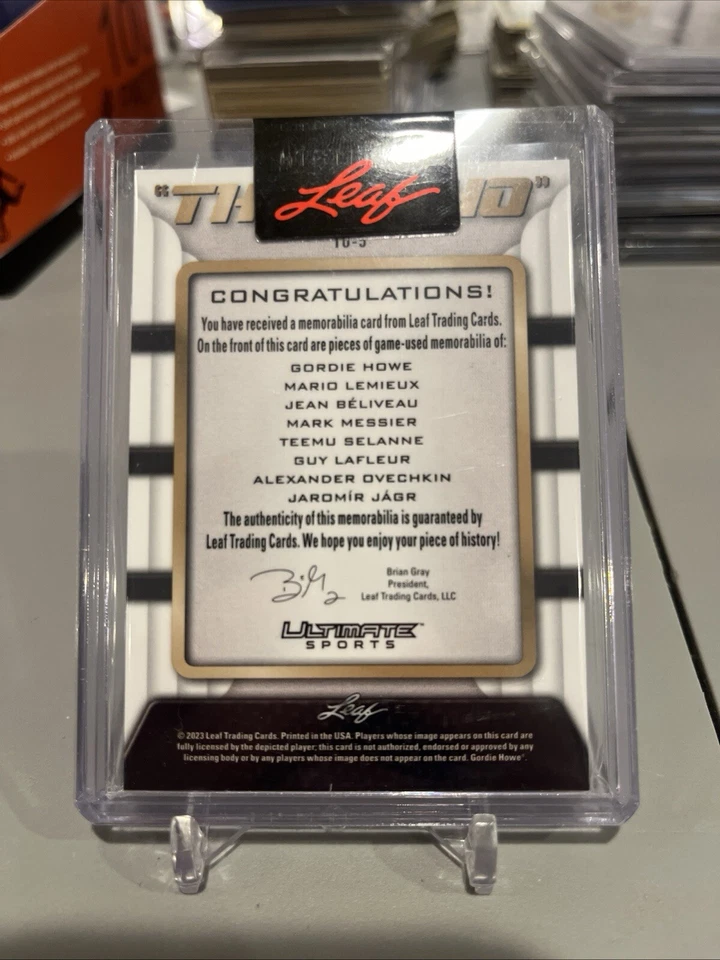 Leaf
CONGRATULATIONS!
You have received a memorabilia card from Leaf Trading Cards.
On the front of this card are pieces of game-used memorabilia of:
GORDIE HOWE
MARIO LEMIEUX
JEAN BÉLIVEAU
MARK MESSIER
TEEMU SELANNE
GUY LAFLEUR
ALEXANDER OVECHKIN
JAROMÍR JÁGR
The authenticity of this memorabilia is guaranteed by
Leaf Trading Cards. We hope you enjoy your piece of history!
Brian Gray
President,
Leaf Trading Cards, LLC
ULTIMATE™
SPORTS
Leaf
© 2023 Leaf Trading Cards. Printed in the USA. Players whose image appears on this card are
fully licensed by the depicted player; this card is not authorized, endorsed or approved by any
licensing body or by any players whose image does not appear on the card. Gordie Howe®.